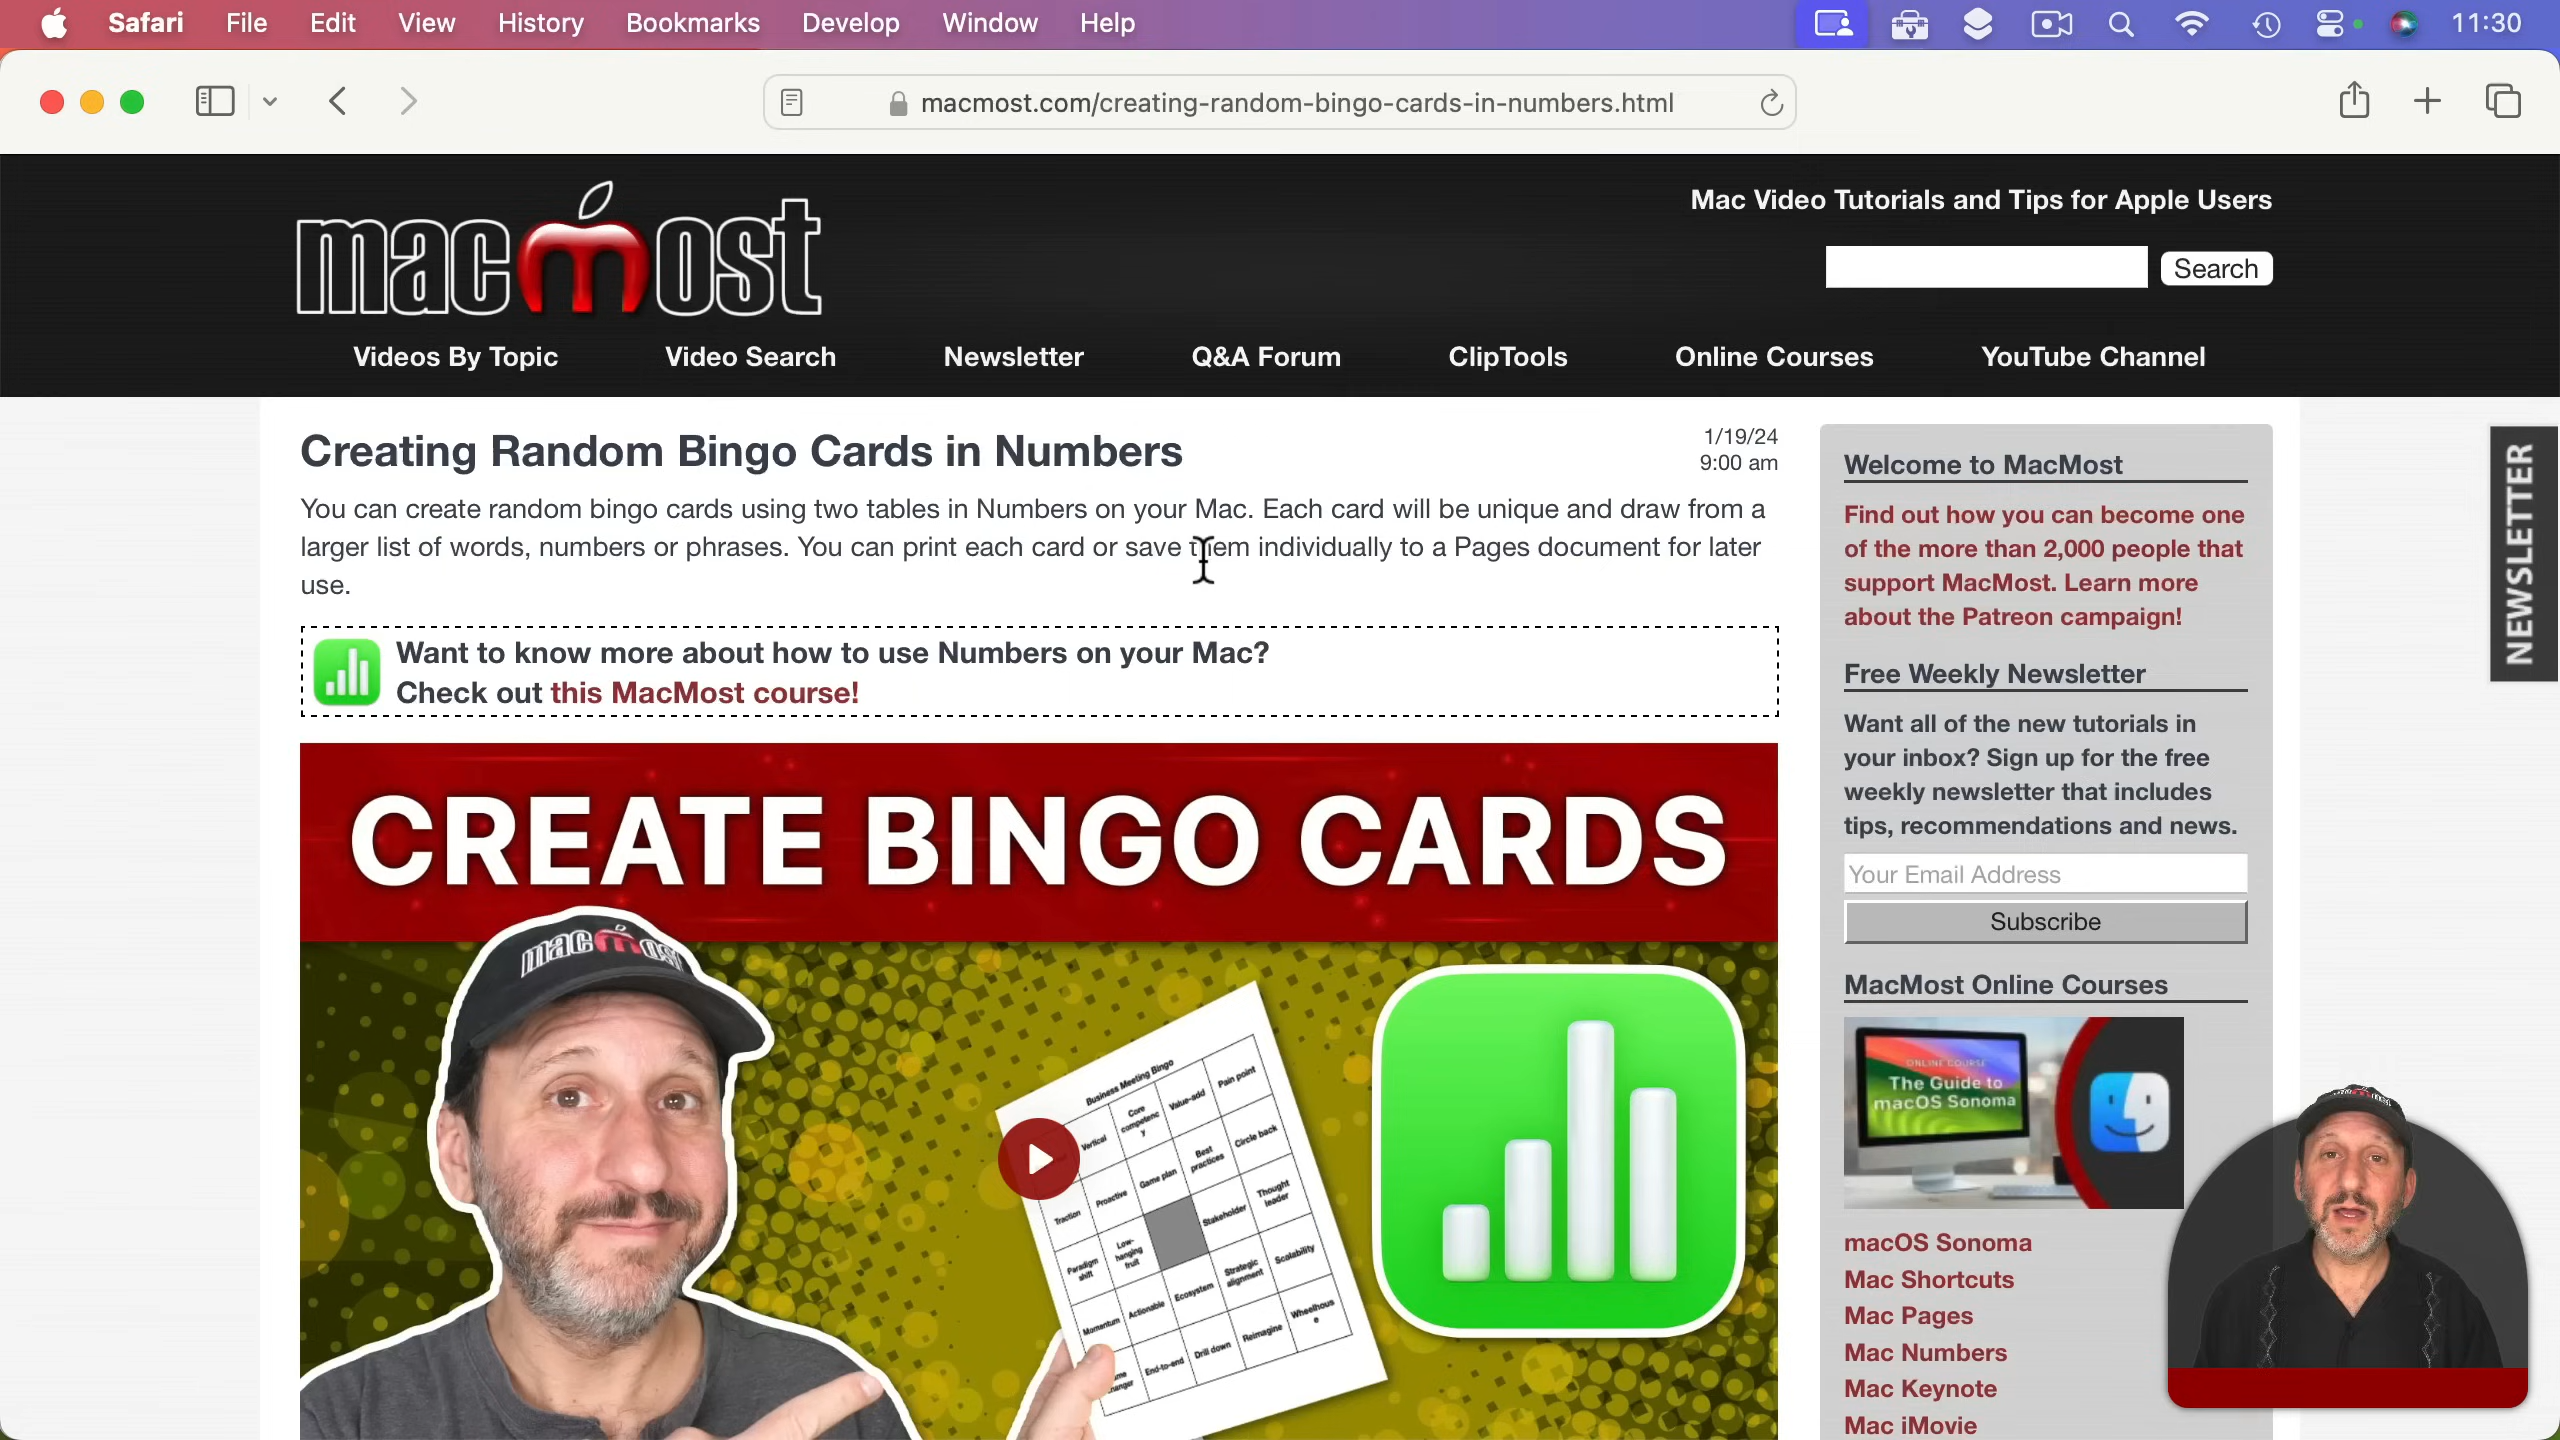 Safari File Edit View History Bookmarks Develop Window Help 11:30
macmost.com/creating-random-bingo-cards-in-numbers.html
macmost
Mac Video Tutorials and Tips for Apple Users
Search
Videos By Topic Video Search Newsletter Q&A Forum ClipTools Online Courses YouTube Channel
Creating Random Bingo Cards in Numbers
1/19/24
9:00 am
You can create random bingo cards using two tables in Numbers on your Mac. Each card will be unique and draw from a
larger list of words, numbers or phrases. You can print each card or save them individually to a Pages document for later
use.
Want to know more about how to use Numbers on your Mac?
Check out this MacMost course!
CREATE BINGO CARDS
macmost
Business Meeting Bingo
Vertical
Core
competenc
y
Value-add
Pain point
Traction
Proactive
Game plan
Best
practices
Circle back
Paradigm
shift
Low-
hanging
fruit
Stakeholder
Thought
leader
Momentum
Actionable
Ecosystem
Strategic
alignment
Scalability
End-to-end
Drill down
Reimagine
Wheelhous
e
Welcome to MacMost
Find out how you can become one
of the more than 2,000 people that
support MacMost. Learn more
about the Patreon campaign!
Free Weekly Newsletter
Want all of the new tutorials in
your inbox? Sign up for the free
weekly newsletter that includes
tips, recommendations and news.
Your Email Address
Subscribe
MacMost Online Courses
ONLINE COURSE
The Guide to
macOS Sonoma
macOS Sonoma
Mac Shortcuts
Mac Pages
Mac Numbers
Mac Keynote
Mac iMovie
NEWSLETTER